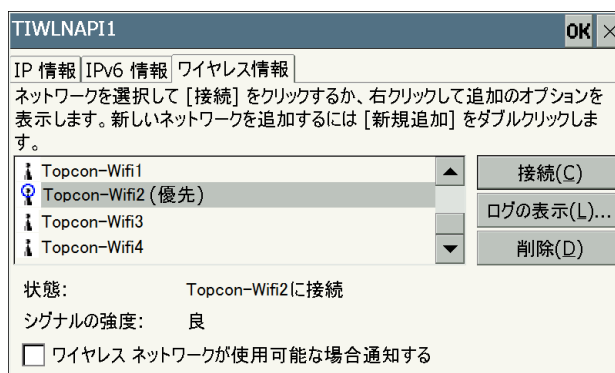 TIWLNAPI1 OK ×
IP 情報 IPv6 情報 ワイヤレス情報
ネットワークを選択して [接続] をクリックするか、右クリックして追加のオプションを
表示します。新しいネットワークを追加するには [新規追加] をダブルクリックしま
す。
Topcon-Wifi1
Topcon-Wifi2 (優先)
Topcon-Wifi3
Topcon-Wifi4
接続(C)
ログの表示(L)...
削除(D)
状態: Topcon-Wifi2に接続
シグナルの強度: 良
ワイヤレス ネットワークが使用可能な場合通知する